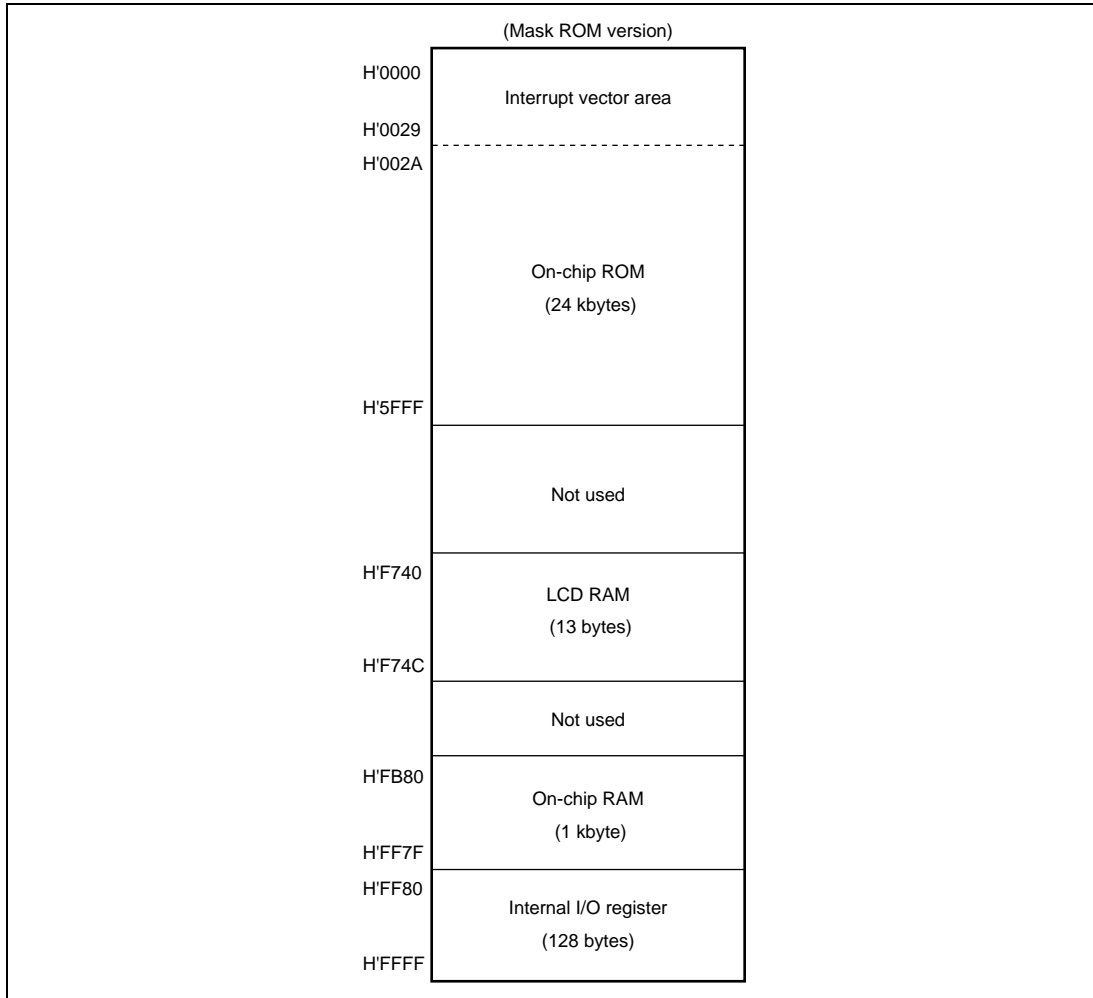 (Mask ROM version)
H'0000
Interrupt vector area
H'0029
H'002A
On-chip ROM
(24 kbytes)
H'5FFF
Not used
H'F740
LCD RAM
(13 bytes)
H'F74C
Not used
H'FB80
On-chip RAM
(1 kbyte)
H'FF7F
H'FF80
Internal I/O register
(128 bytes)
H'FFFF